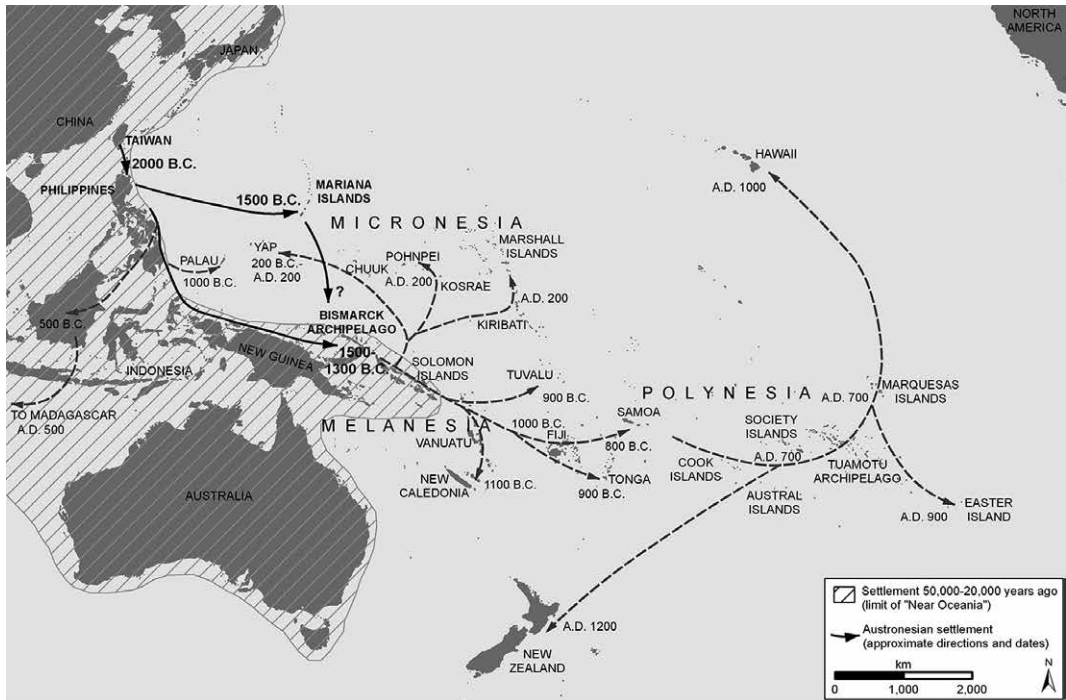 NORTH
AMERICA
JAPAN
CHINA
TAIWAN
2000 B.C.
HAWAII
A.D. 1000
PHILIPPINES
1500 B.C.
MARIANA
ISLANDS
MICRONESIA
MARSHALL
ISLANDS
YAP
200 B.C.-
A.D. 200
PALAU
1000 B.C.
CHUUK
POHNPEI
A.D. 200
KOSRAE
A.D. 200
?
KIRIBATI
BISMARCK
ARCHIPELAGO
500 B.C.
1500-
1300 B.C.
NEW GUINEA
INDONESIA
SOLOMON
ISLANDS
TUVALU
900 B.C.
POLYNESIA
MARQUESAS
ISLANDS
A.D. 700
TO MADAGASCAR
A.D. 500
MELANESIA
VANUATU
1000 B.C.
FIJI
SAMOA
800 B.C.
SOCIETY
ISLANDS
A.D. 700
COOK
ISLANDS
TUAMOTU
ARCHIPELAGO
NEW
CALEDONIA
1100 B.C.
TONGA
900 B.C.
AUSTRAL
ISLANDS
AUSTRALIA
A.D. 900
EASTER
ISLAND
A.D. 1200
NEW
ZEALAND
Settlement 50,000-20,000 years ago
(limit of "Near Oceania")
Austronesian settlement
(approximate directions and dates)
km
0 1,000 2,000
N